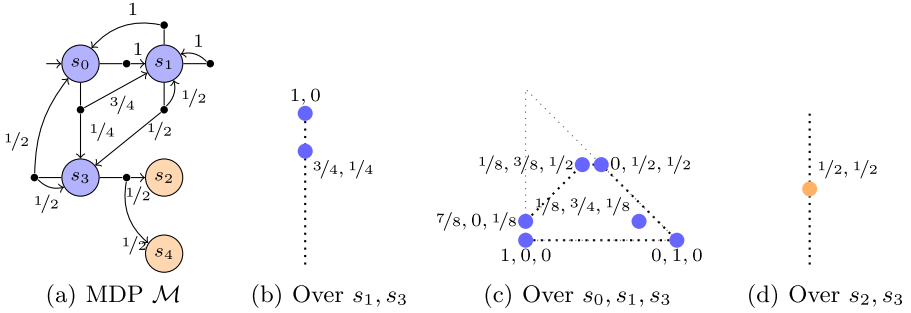 1
1
1
s₀
s₁
3/4
1/2
1/4
1/2
1/2
s₃
s₂
1/2
1/2
1/2
s₄
(a) MDP ℳ
1, 0
3/4, 1/4
(b) Over s₁, s₃
1/8, 3/8, 1/2
0, 1/2, 1/2
1/8, 3/4, 1/8
7/8, 0, 1/8
1, 0, 0
0, 1, 0
(c) Over s₀, s₁, s₃
1/2, 1/2
(d) Over s₂, s₃